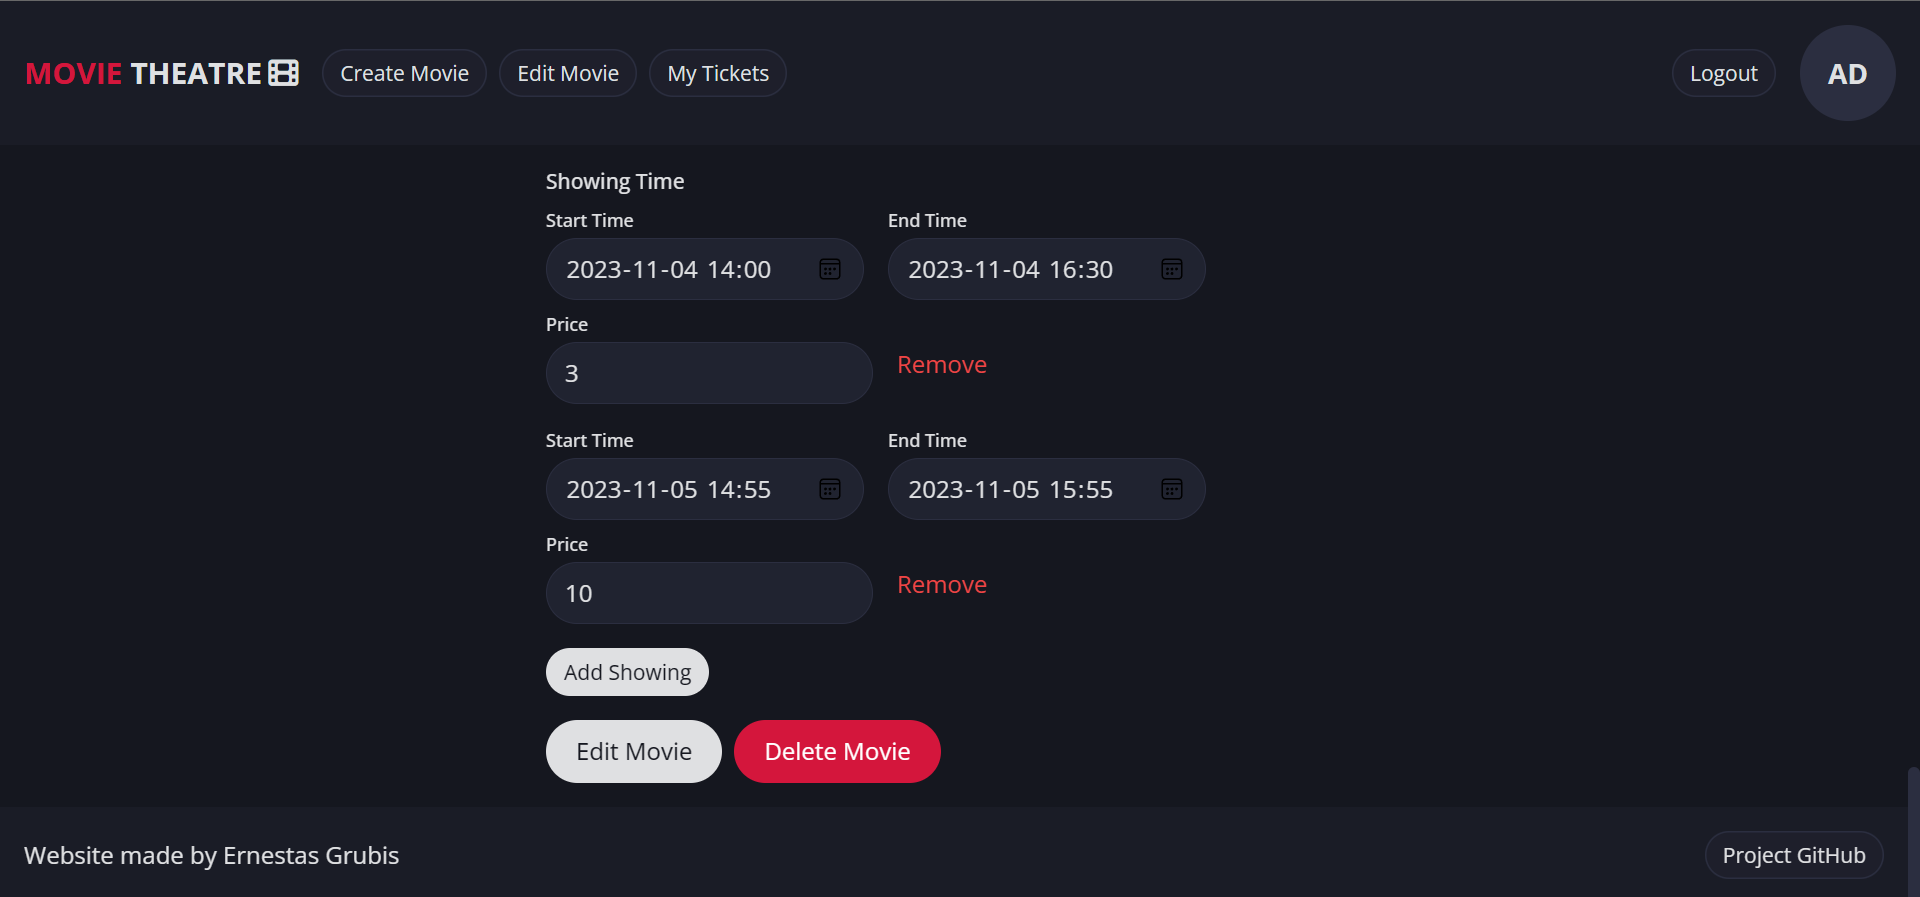 MOVIE THEATRE Create Movie Edit Movie My Tickets Logout AD
Showing Time
Start Time End Time
2023-11-04 14:00 2023-11-04 16:30
Price
3 Remove
Start Time End Time
2023-11-05 14:55 2023-11-05 15:55
Price
10 Remove
Add Showing
Edit Movie Delete Movie
Website made by Ernestas Grubis Project GitHub